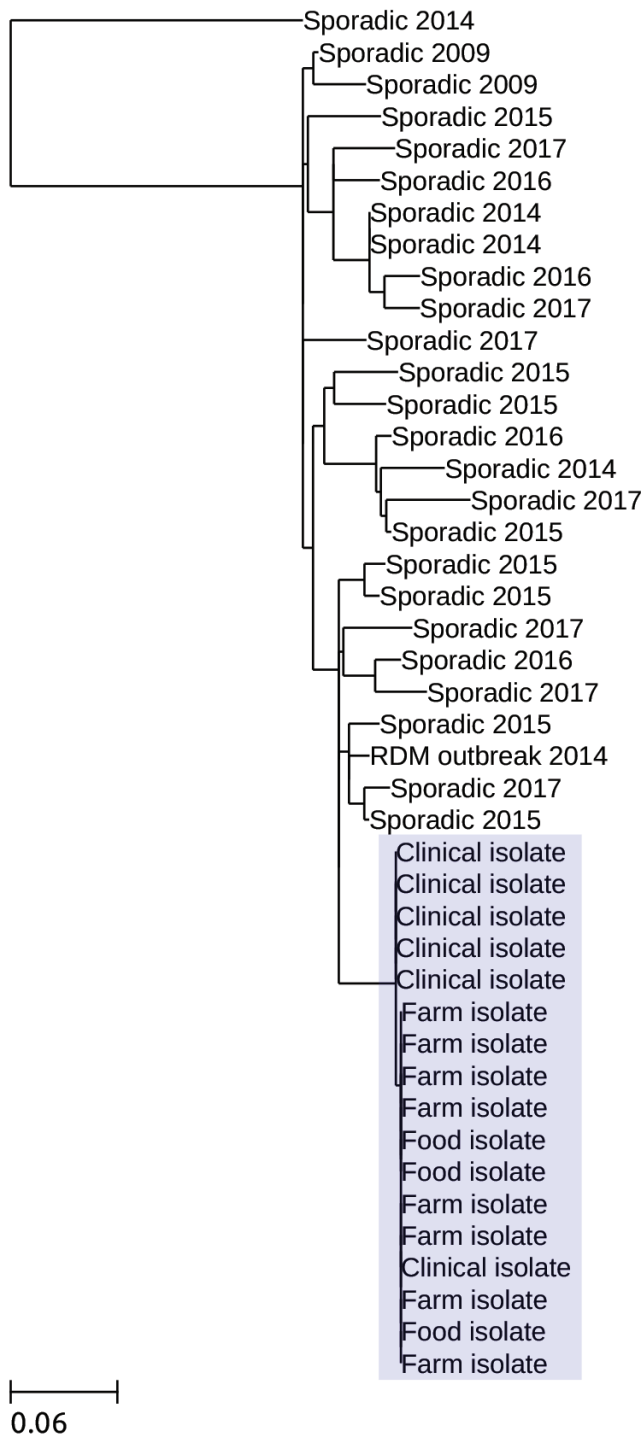 Sporadic 2014
Sporadic 2009
Sporadic 2009
Sporadic 2015
Sporadic 2017
Sporadic 2016
Sporadic 2014
Sporadic 2014
Sporadic 2016
Sporadic 2017
Sporadic 2017
Sporadic 2015
Sporadic 2015
Sporadic 2016
Sporadic 2014
Sporadic 2017
Sporadic 2015
Sporadic 2015
Sporadic 2015
Sporadic 2017
Sporadic 2016
Sporadic 2017
Sporadic 2015
RDM outbreak 2014
Sporadic 2017
Sporadic 2015
Clinical isolate
Clinical isolate
Clinical isolate
Clinical isolate
Clinical isolate
Farm isolate
Farm isolate
Farm isolate
Farm isolate
Food isolate
Food isolate
Farm isolate
Farm isolate
Clinical isolate
Farm isolate
Food isolate
Farm isolate
0.06